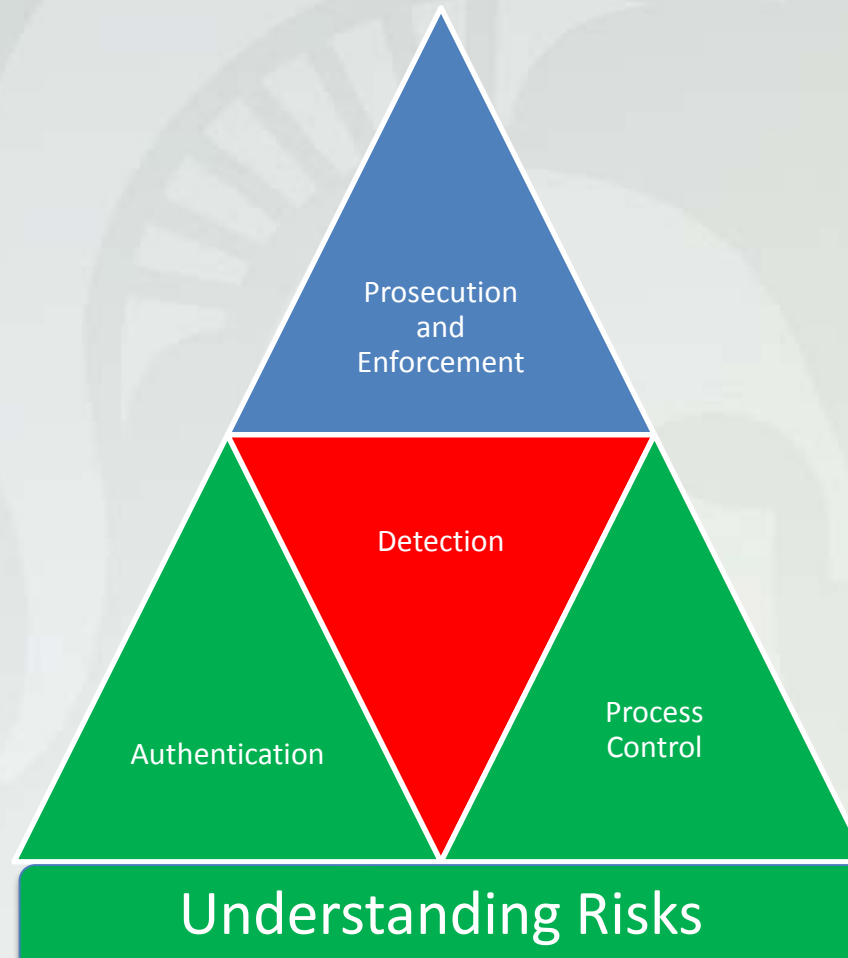 Prosecution
and
Enforcement
Detection
Authentication
Process
Control
Understanding Risks